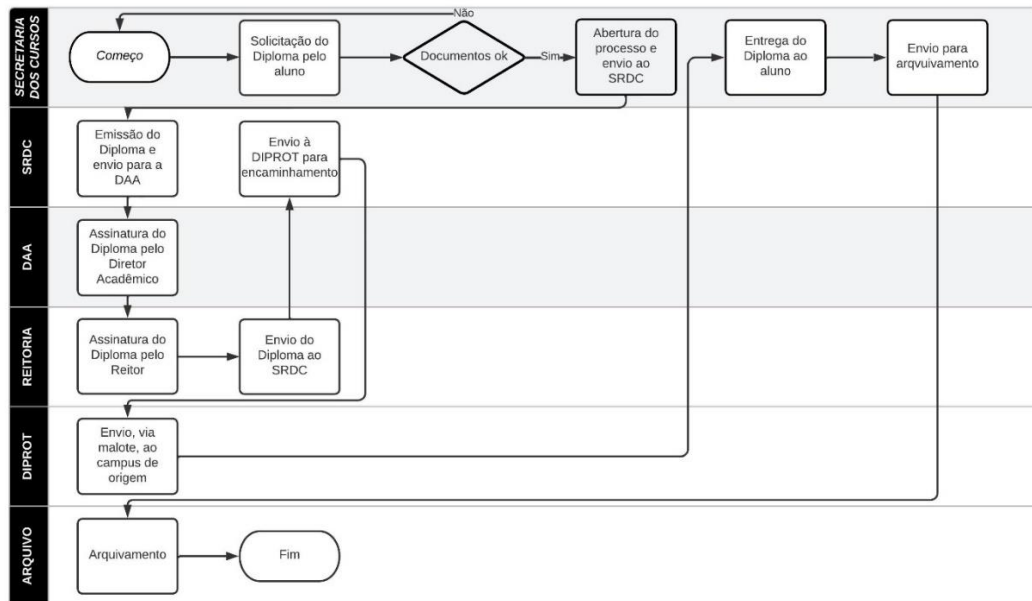 SECRETARIA
DOS CURSOS
Começo
Solicitação do
Diploma pelo
aluno
Não
Documentos ok
Sim
Abertura do
processo e
envio ao
SRDC
Entrega do
Diploma ao
aluno
Envio para
arqvuivamento
SRDC
Emissão do
Diploma e
envio para a
DAA
Envio à
DIPROT para
encaminhamento
DAA
Assinatura do
Diploma pelo
Diretor
Acadêmico
REITORIA
Assinatura do
Diploma pelo
Reitor
Envio do
Diploma ao
SRDC
DIPROT
Envio, via
malote, ao
campus de
origem
ARQUIVO
Arquivamento
Fim